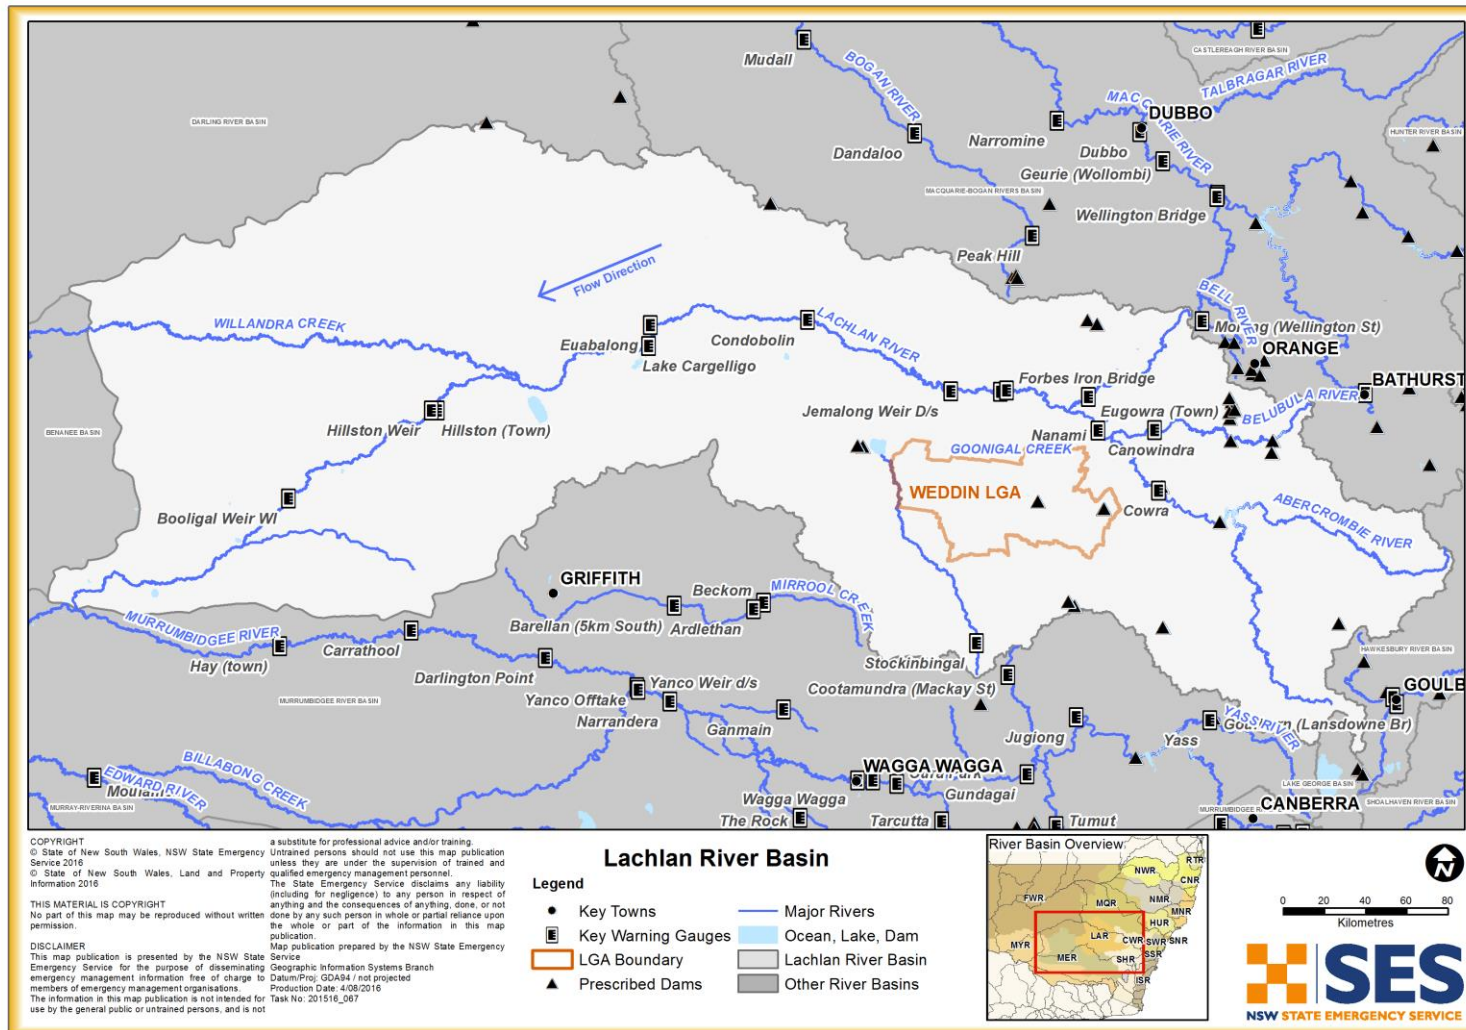 CASTLEREAGH RIVER BASIN
Mudall
BOGAN RIVER
TALBRAGAR RIVER
MACQUARIE RIVER
DUBBO
DARLING RIVER BASIN
HUNTER RIVER BASIN
Narromine
Dandaloo
Dubbo
Geurie (Wollombi)
MACQUARIE-BOGAN RIVERS BASIN
Wellington Bridge
Peak Hill
Flow Direction
BELL RIVER
WILLANDRA CREEK
LACHLAN RIVER
Molong (Wellington St)
Euabalong
Condobolin
ORANGE
Lake Cargelligo
Forbes Iron Bridge
BATHURST
Jemalong Weir D/s
Eugowra (Town)
BELUBULA RIVER
Hillston Weir
Hillston (Town)
Nanami
BENANEE BASIN
GOONIGAL CREEK
Canowindra
WEDDIN LGA
Booligal Weir WI
Cowra
ABERCROMBIE RIVER
GRIFFITH
Beckom
MIRROOL CREEK
Barellan (5km South)
Ardlethan
MURRUMBIDGEE RIVER
Hay (town)
Carrathool
HAWKESBURY RIVER BASIN
Stockinbingal
Darlington Point
Yanco Weir d/s
Cootamundra (Mackay St)
GOULB
MURRUMBIDGEE RIVER BASIN
Yanco Offtake
Narrandera
Ganmain
Jugiong
Yass
YASS RIVER
Goulburn (Lansdowne Br)
BILLABONG CREEK
EDWARD RIVER
WAGGA WAGGA
Gundagai
LAKE GEORGE BASIN
MURRAY-RIVERINA BASIN
Wagga Wagga
CANBERRA
SHOALHAVEN RIVER BASIN
The Rock
Tarcutta
Tumut
COPYRIGHT
© State of New South Wales, NSW State Emergency
Service 2016
© State of New South Wales, Land and Property
Information 2016
THIS MATERIAL IS COPYRIGHT
No part of this map may be reproduced without written
permission.
DISCLAIMER
This map publication is presented by the NSW State
Emergency Service for the purpose of disseminating
emergency management information free of charge to
members of emergency management organisations.
The information in this map publication is not intended for
use by the general public or untrained persons, and is not
a substitute for professional advice and/or training.
Untrained persons should not use this map publication
unless they are under the supervision of trained and
qualified emergency management personnel.
The State Emergency Service disclaims any liability
(including for negligence) to any person in respect of
anything and the consequences of anything, done, or not
done by any such person in whole or partial reliance upon
the whole or part of the information in this map
publication.
Map publication prepared by the NSW State Emergency
Service
Geographic Information Systems Branch
Datum/Proj: GDA94 / not projected
Production Date: 4/08/2016
Task No: 201516_067
Lachlan River Basin
Legend
Key Towns
Key Warning Gauges
LGA Boundary
Prescribed Dams
Major Rivers
Ocean, Lake, Dam
Lachlan River Basin
Other River Basins
River Basin Overview
RTR
NWR
CNR
FWR
MQR
NMR
MNR
HUR
LAR
MYR
CWR
SWR
SNR
MER
SHR
SSR
ISR
N
0 20 40 60 80
Kilometres
SES
NSW STATE EMERGENCY SERVICE